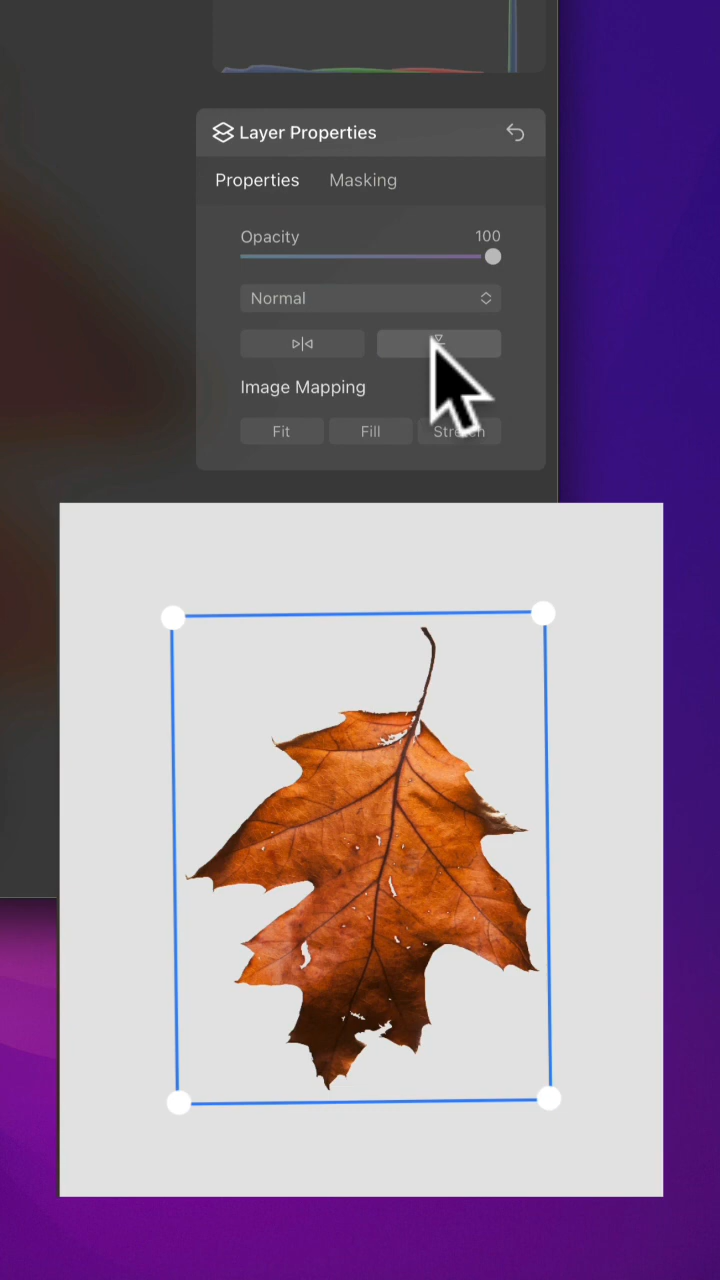 Layer Properties
Properties Masking
Opacity 100
Normal
Image Mapping
Fit Fill Stretch